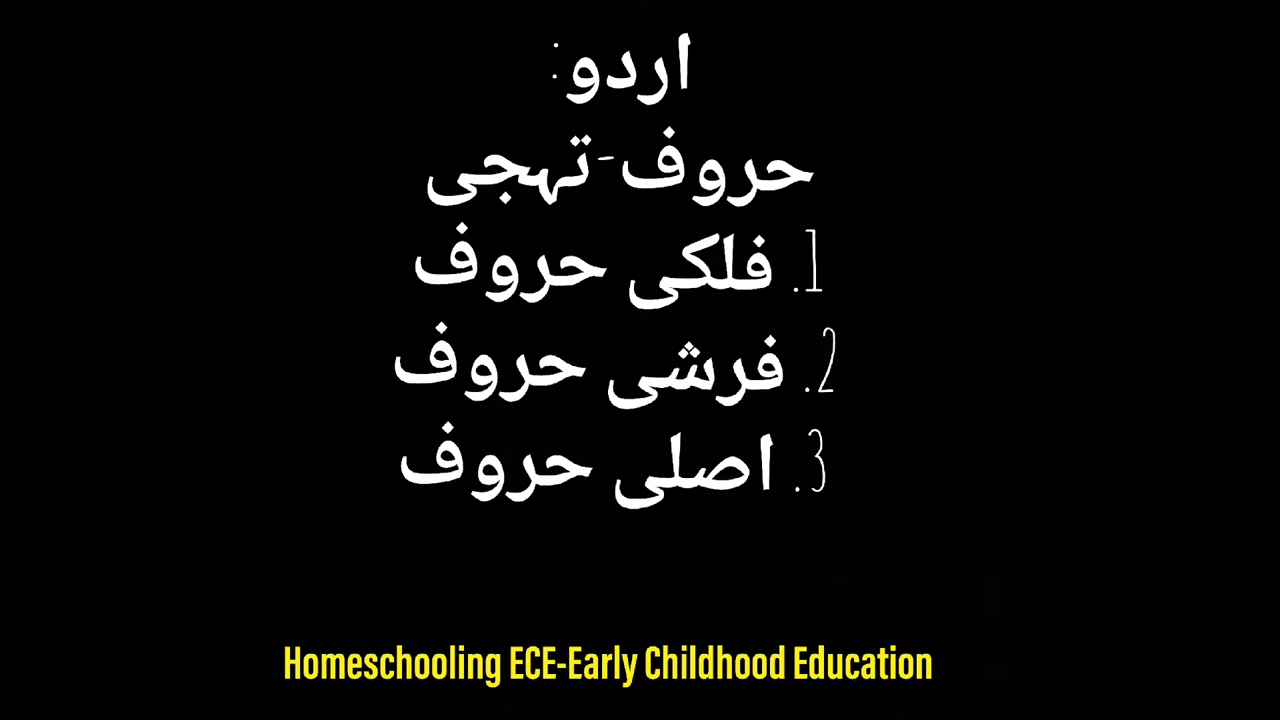 اردو:
حروف-تہجی
1. فلکی حروف
2. فرشی حروف
3. اصلی حروف
Homeschooling ECE-Early Childhood Education